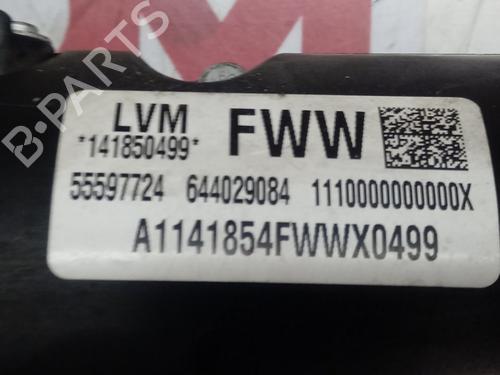 LVM FWW
*141850499*
55597724 644029084 1110000000000X
A1141854FWWX0499
B-PARTS